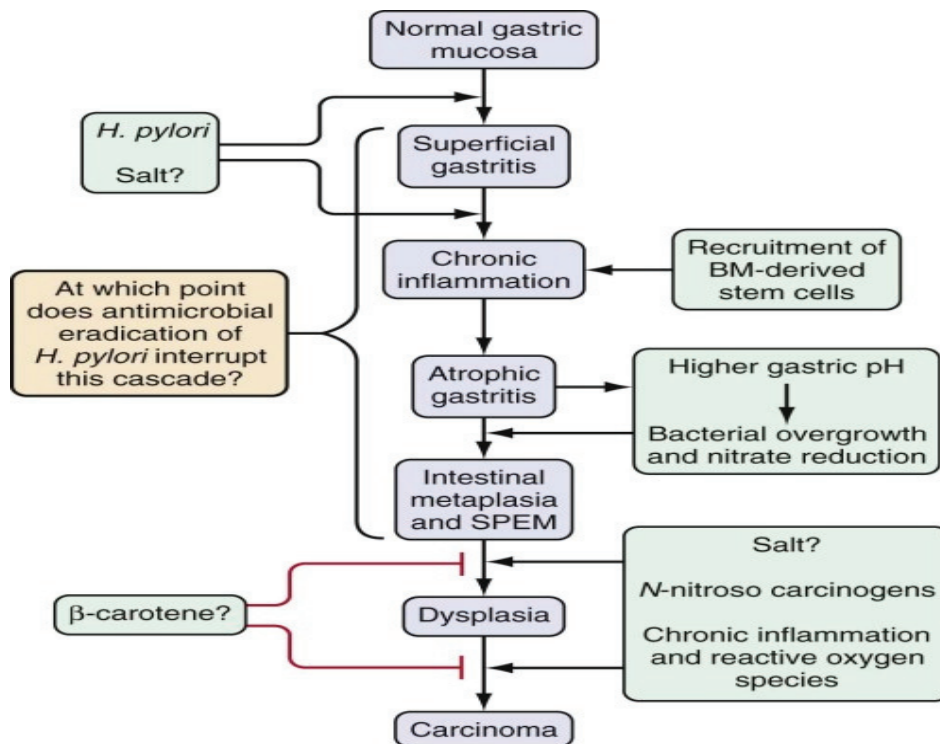 Normal gastric
mucosa
H. pylori
Salt?
Superficial
gastritis
Chronic
inflammation
Recruitment of
BM-derived
stem cells
At which point
does antimicrobial
eradication of
H. pylori interrupt
this cascade?
Atrophic
gastritis
Higher gastric pH
Bacterial overgrowth
and nitrate reduction
Intestinal
metaplasia
and SPEM
Salt?
N-nitroso carcinogens
Chronic inflammation
and reactive oxygen
species
β-carotene?
Dysplasia
Carcinoma